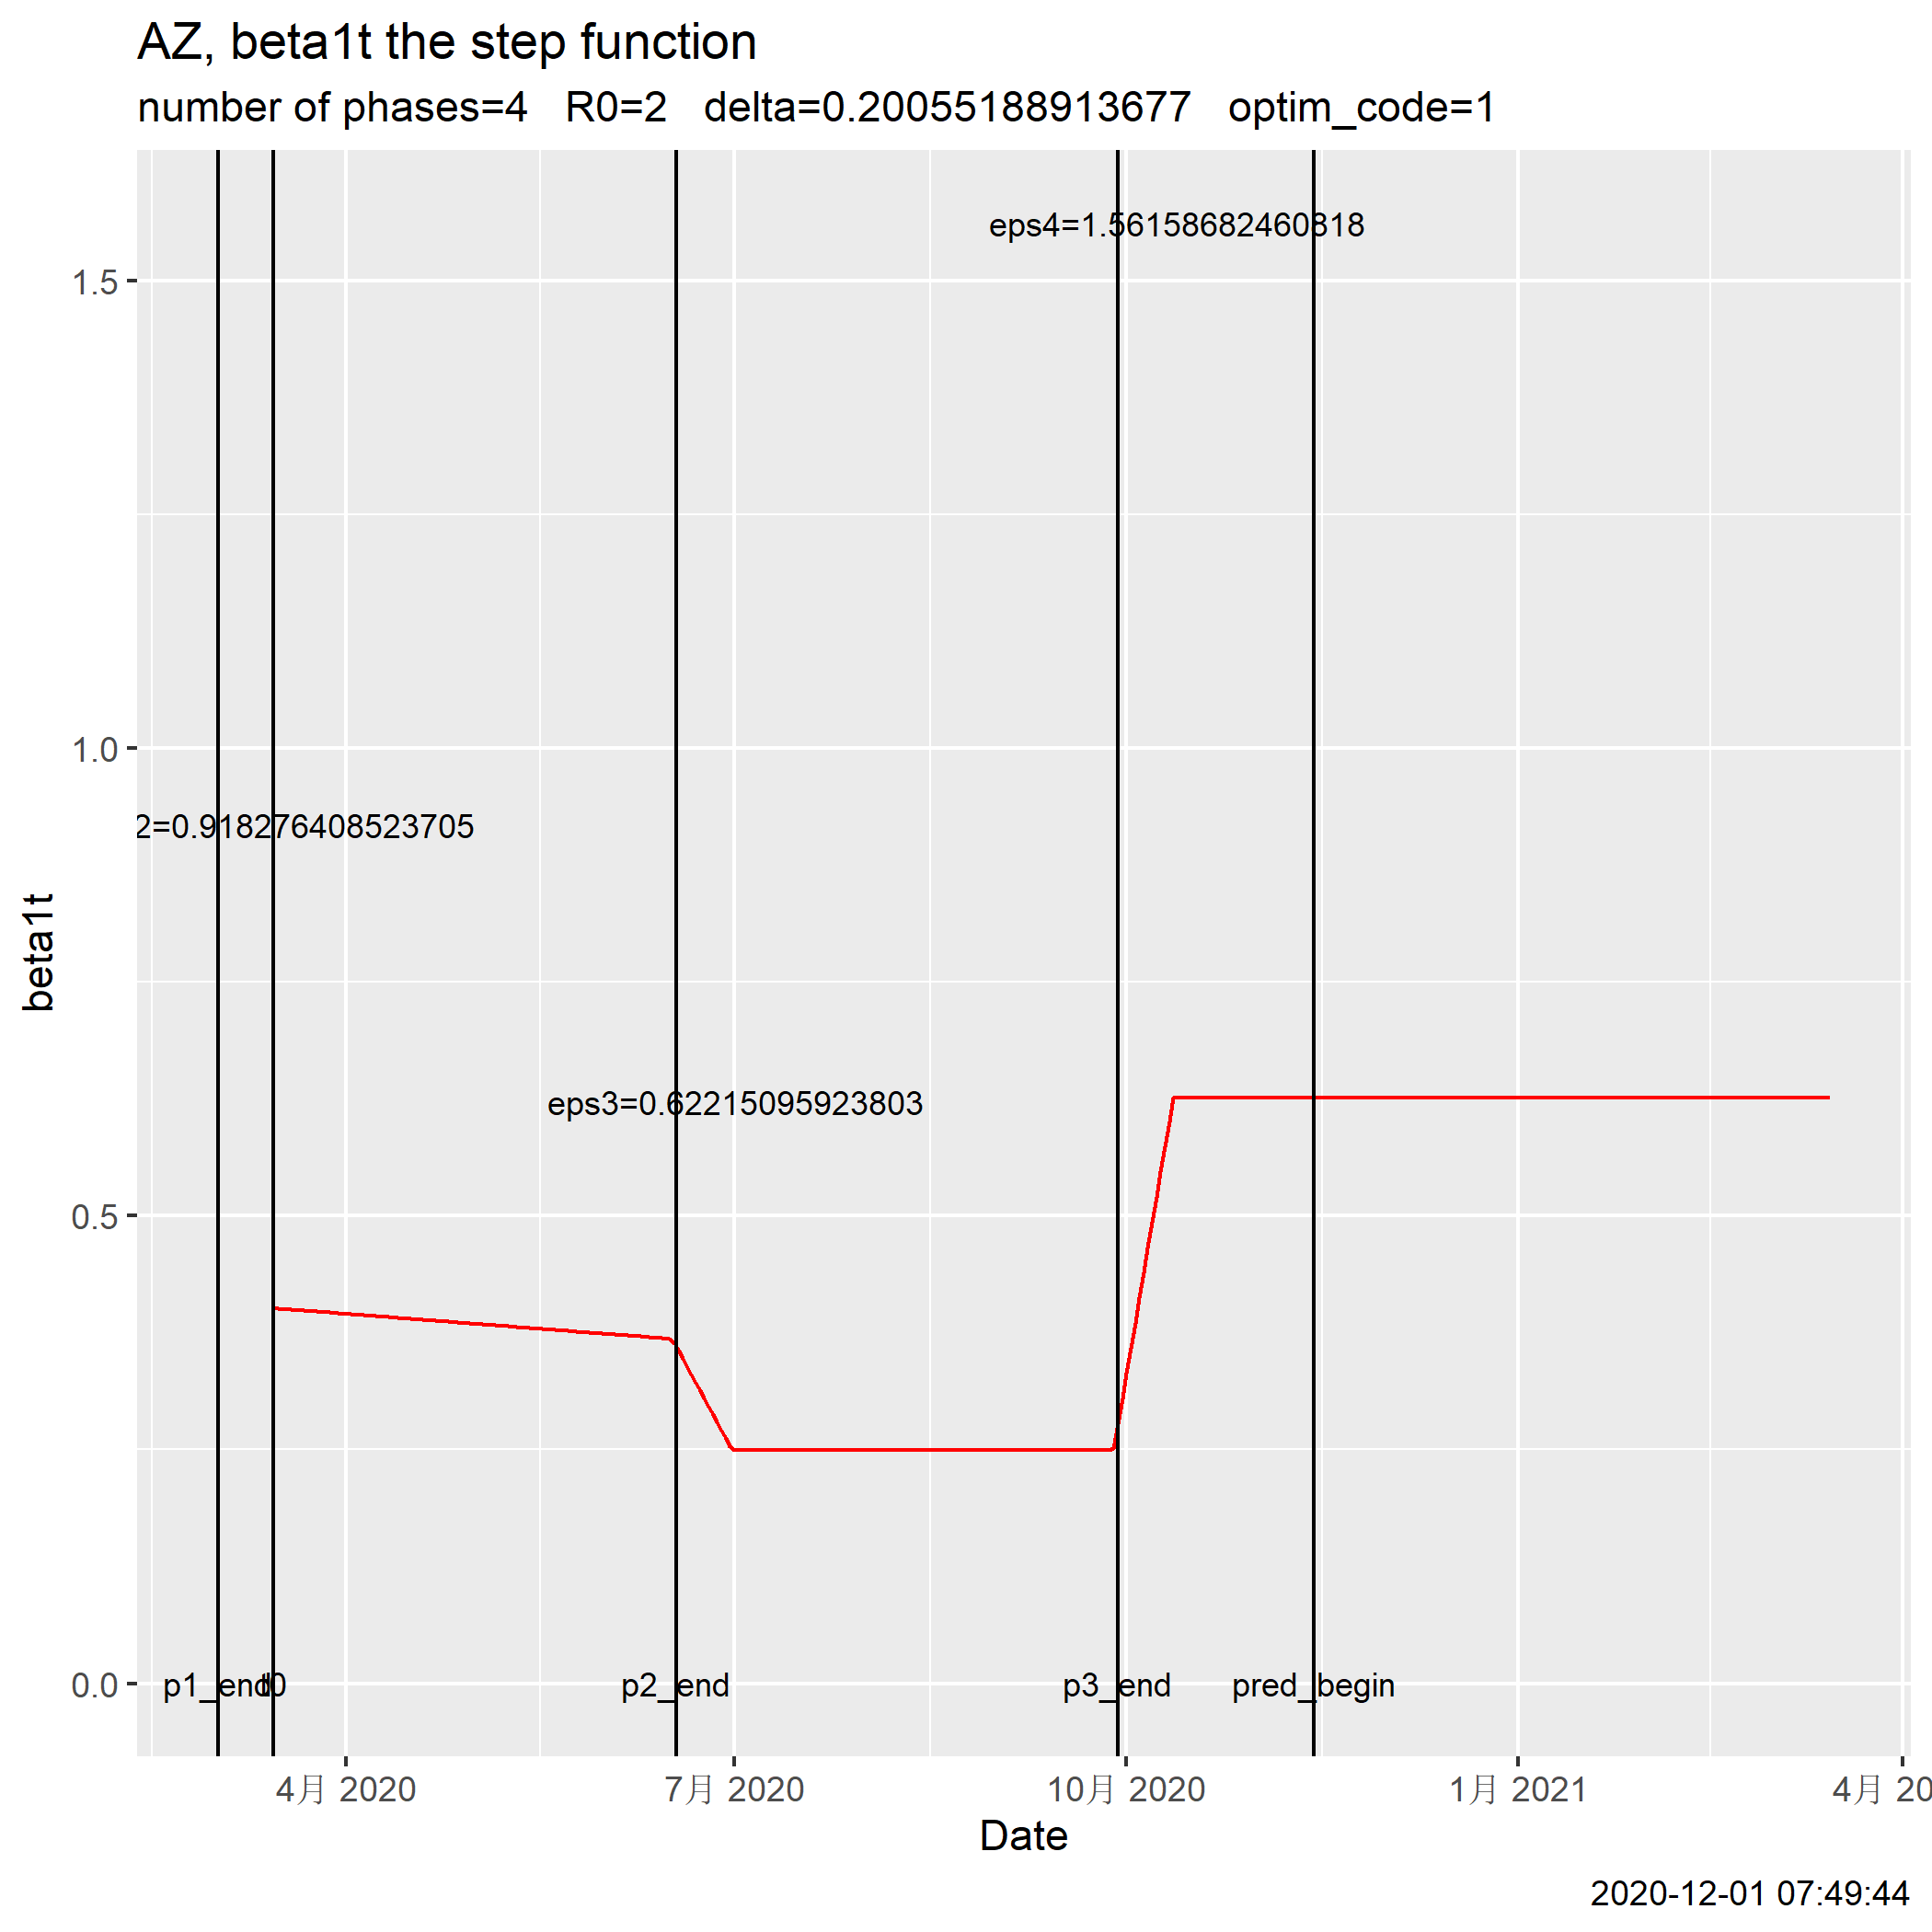 AZ, beta1t the step function
number of phases=4 R0=2 delta=0.20055188913677 optim_code=1
eps4=1.56158682460818
1.5
1.0
2=0.918276408523705
beta1t
eps3=0.62215095923803
0.5
0.0
p1_end t0 p2_end p3_end pred_begin
4月 2020 7月 2020 10月 2020 1月 2021 4月 20
Date
2020-12-01 07:49:44